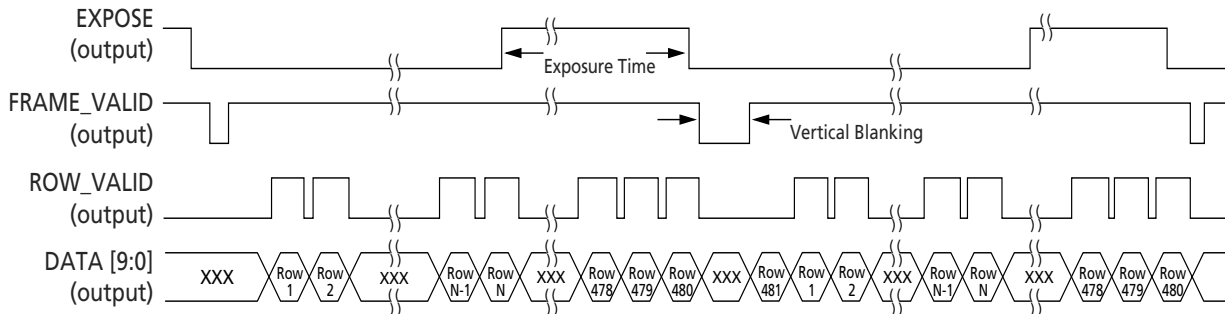 EXPOSE
(output)
Exposure Time
FRAME_VALID
(output)
Vertical Blanking
ROW_VALID
(output)
DATA [9:0]
(output)
XXX
Row
1
Row
2
XXX
Row
N-1
Row
N
XXX
Row
478
Row
479
Row
480
XXX
Row
481
Row
1
Row
2
XXX
Row
N-1
Row
N
XXX
Row
478
Row
479
Row
480